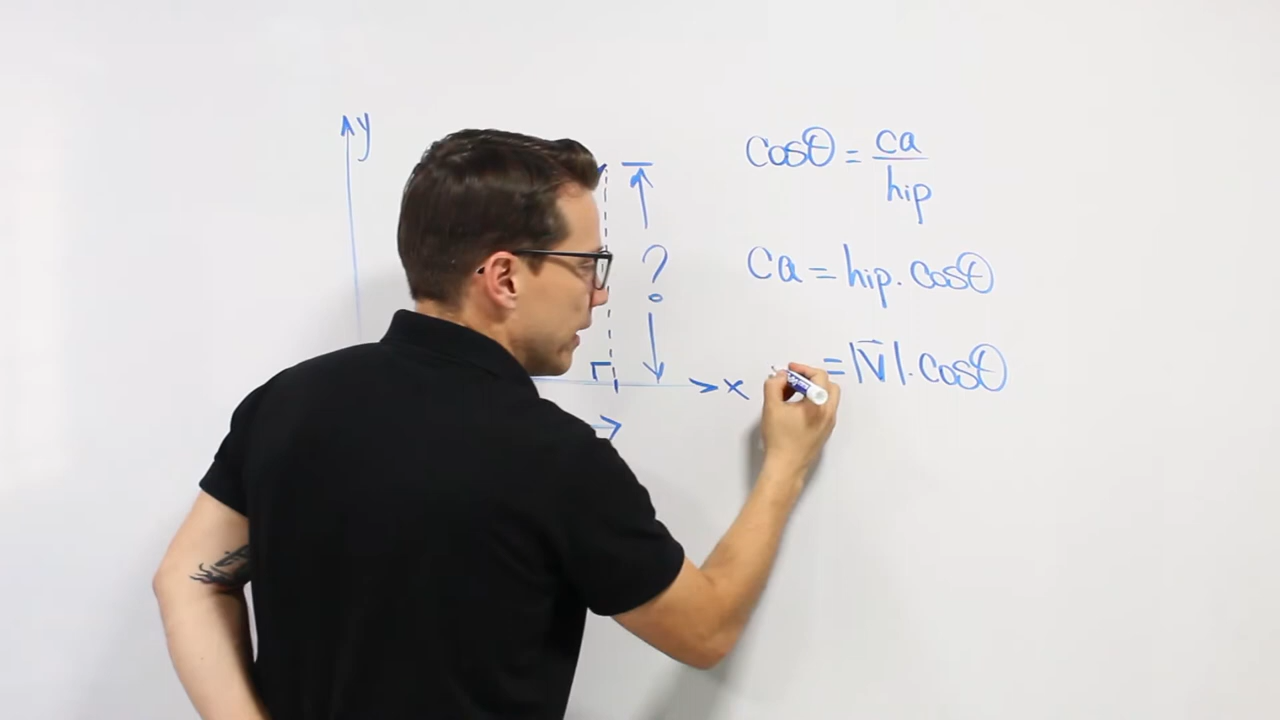 y
cosθ = ca/hip
?
ca = hip. cosθ
x
= |V⃗|. cosθ